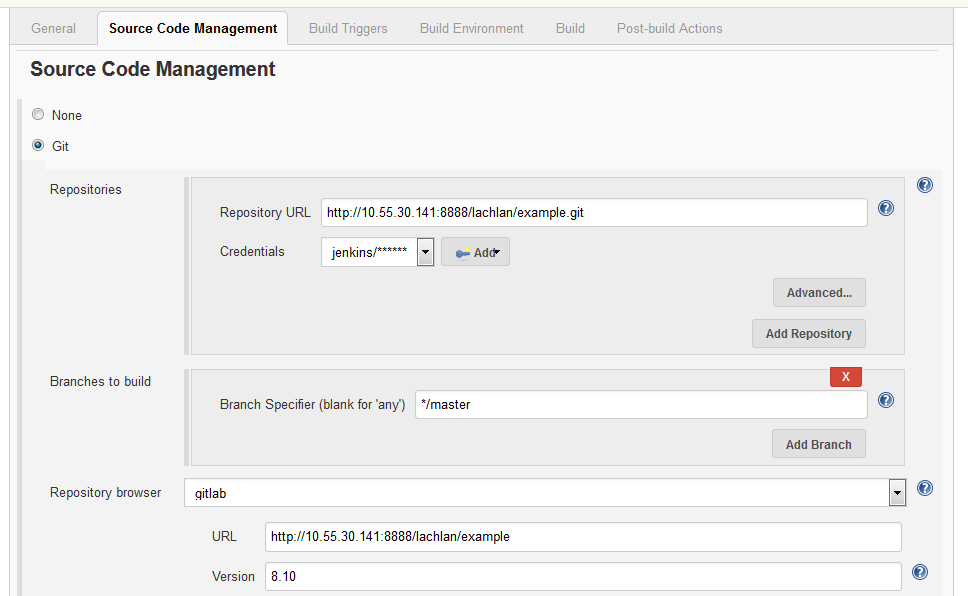 General Source Code Management Build Triggers Build Environment Build Post-build Actions
Source Code Management
None
Git
Repositories
Repository URL http://10.55.30.141:8888/lachlan/example.git
Credentials jenkins/****** Add
Advanced...
Add Repository
Branches to build
X
Branch Specifier (blank for 'any') */master
Add Branch
Repository browser gitlab
URL http://10.55.30.141:8888/lachlan/example
Version 8.10